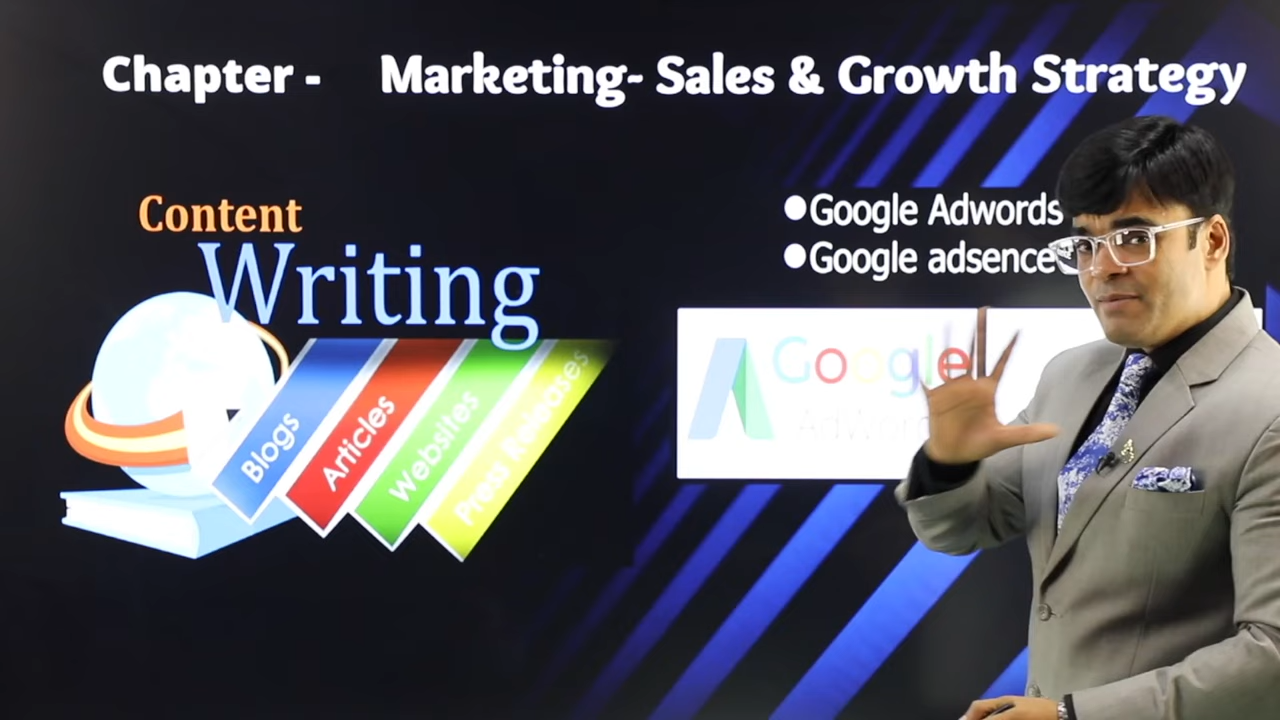 Chapter - Marketing- Sales & Growth Strategy
Content
Writing
Blogs
Articles
Websites
Press Releases
●Google Adwords
●Google adsence
Google